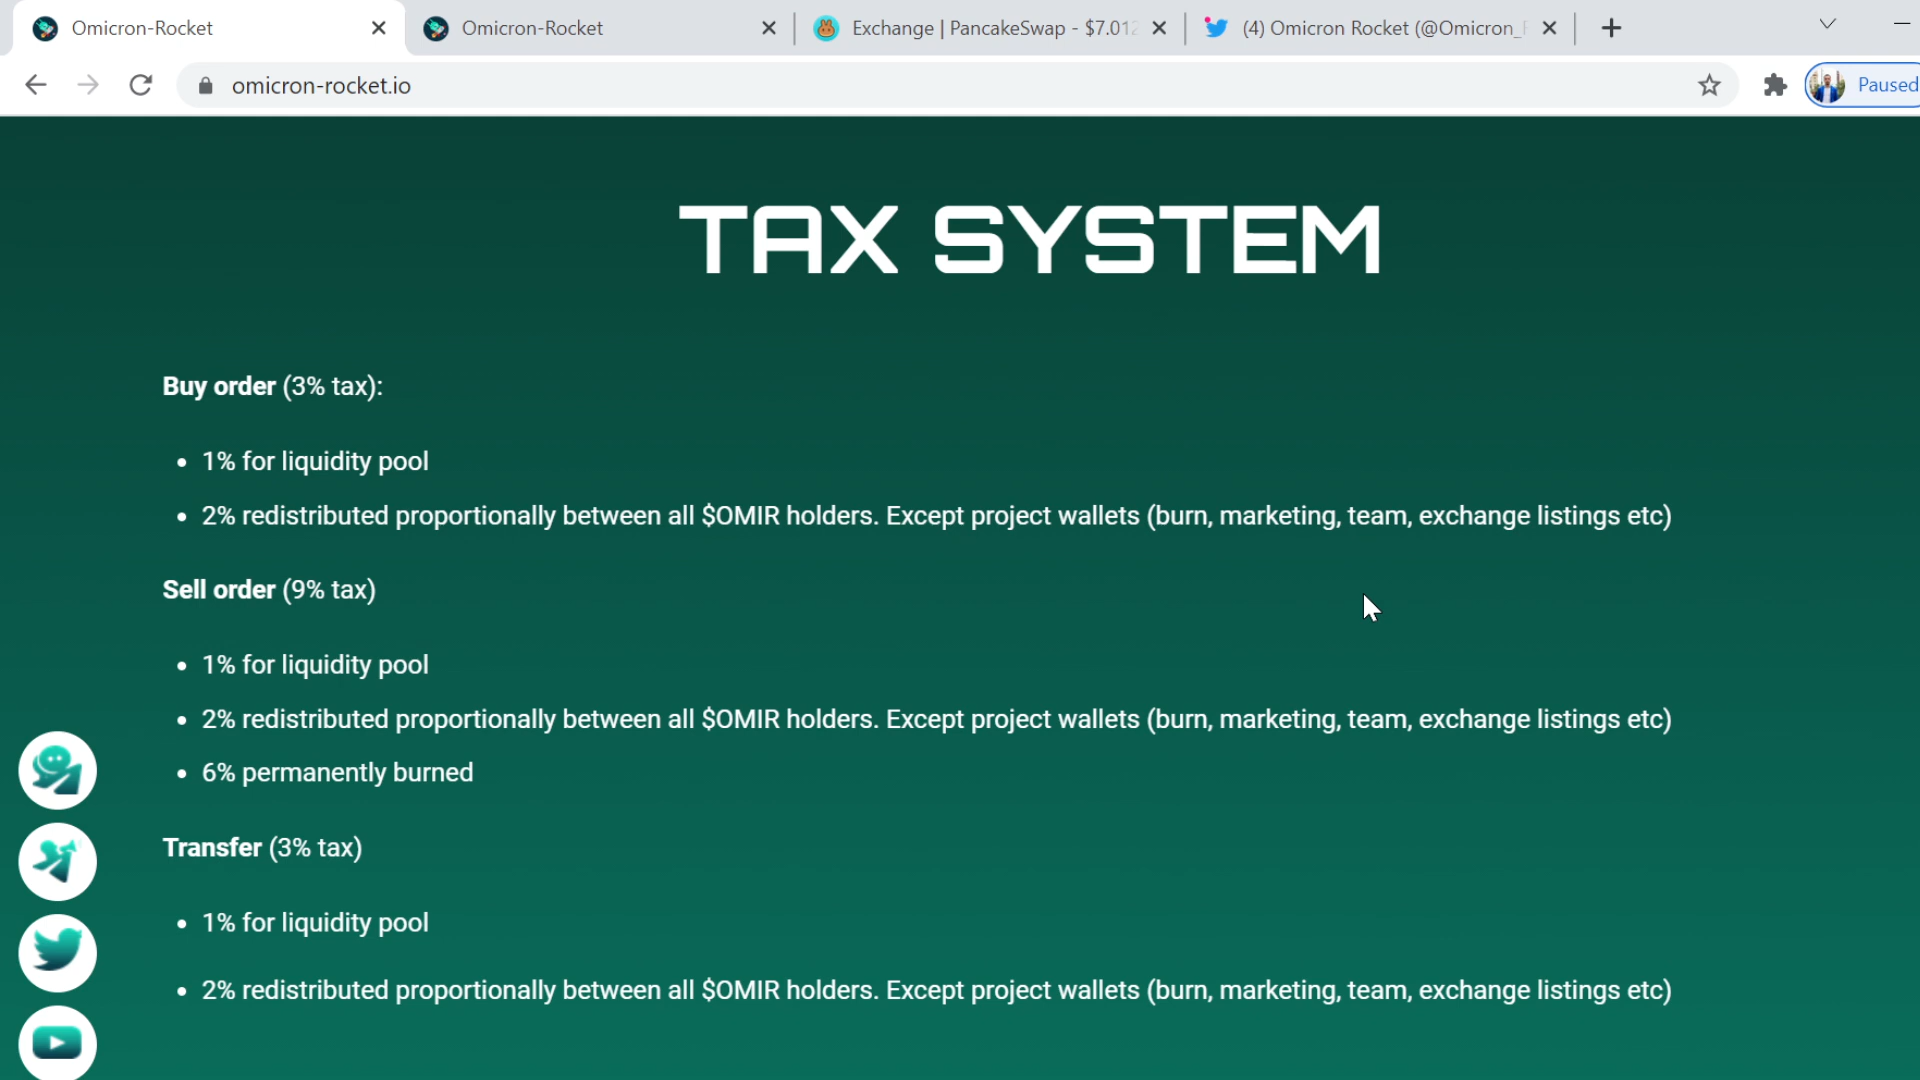 Omicron-Rocket
Omicron-Rocket
Exchange | PancakeSwap - $7.012
(4) Omicron Rocket (@Omicron_
omicron-rocket.io
Paused
TAX SYSTEM
Buy order (3% tax):
• 1% for liquidity pool
• 2% redistributed proportionally between all $OMIR holders. Except project wallets (burn, marketing, team, exchange listings etc)
Sell order (9% tax)
• 1% for liquidity pool
• 2% redistributed proportionally between all $OMIR holders. Except project wallets (burn, marketing, team, exchange listings etc)
• 6% permanently burned
Transfer (3% tax)
• 1% for liquidity pool
• 2% redistributed proportionally between all $OMIR holders. Except project wallets (burn, marketing, team, exchange listings etc)